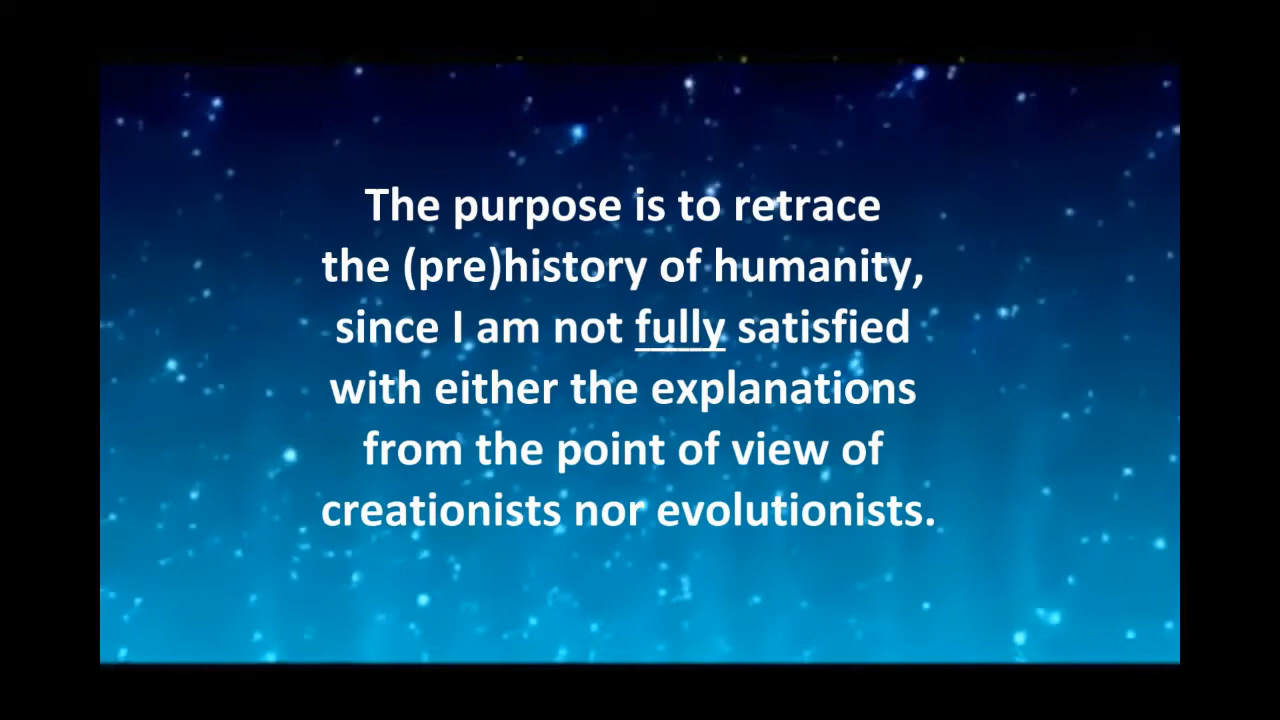 The purpose is to retrace
the (pre)history of humanity,
since I am not fully satisfied
with either the explanations
from the point of view of
creationists nor evolutionists.